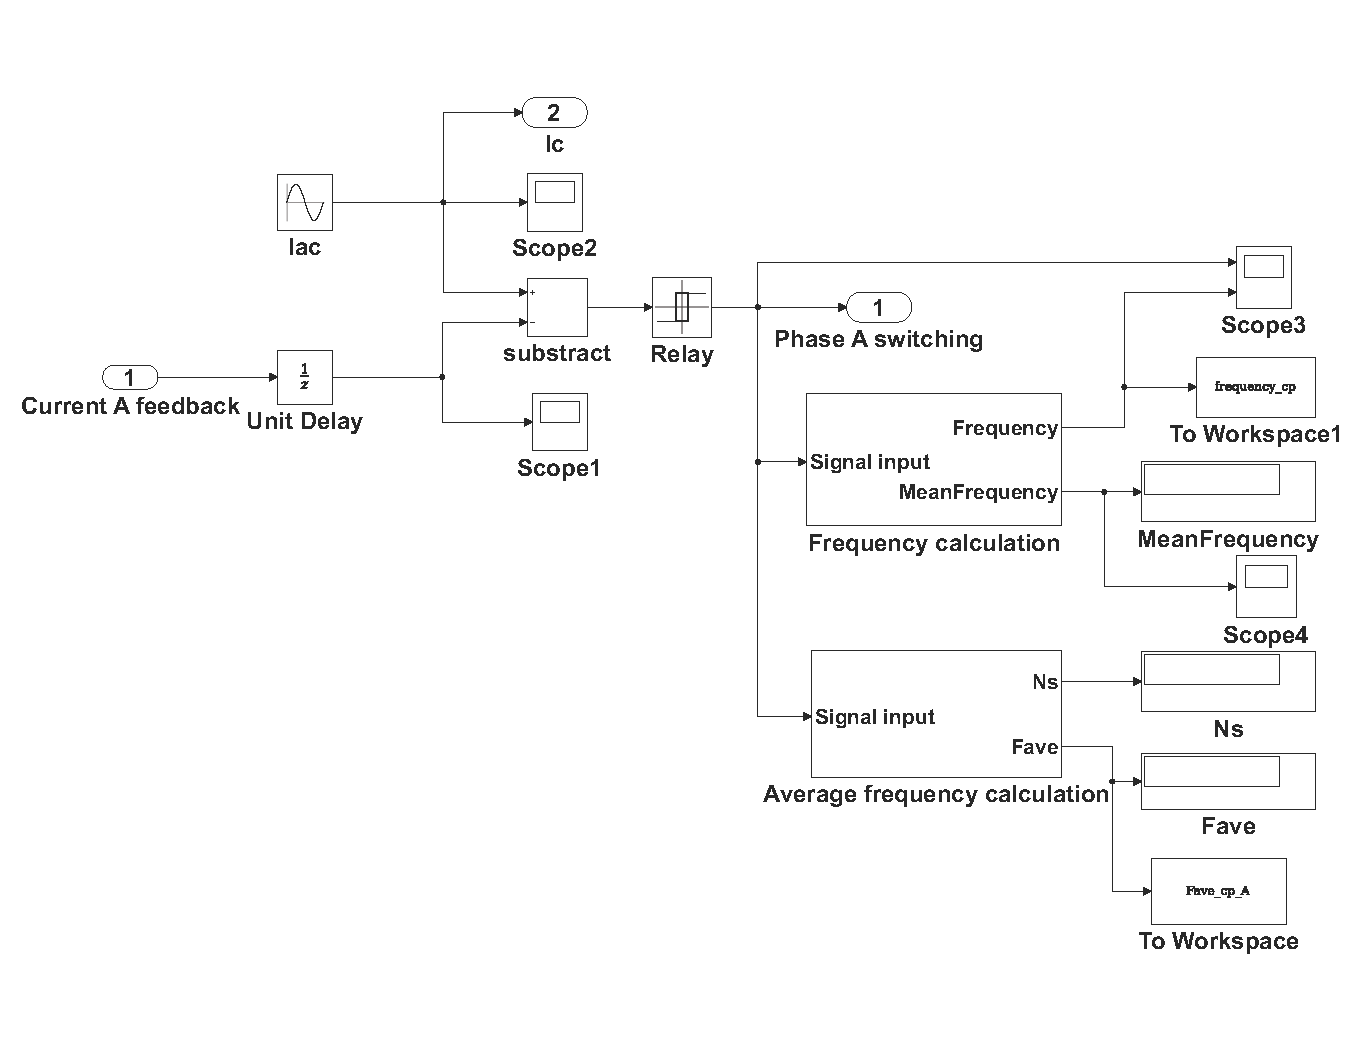 2
Ic
Iac
Scope2
+
−
substract
Relay
1
Phase A switching
Scope3
1
Current A feedback
1
z
Unit Delay
Scope1
frequency_cp
To Workspace1
Frequency
Signal input
MeanFrequency
Frequency calculation
MeanFrequency
Scope4
Ns
Signal input
Fave
Average frequency calculation
Ns
Fave
Fave_cp_A
To Workspace